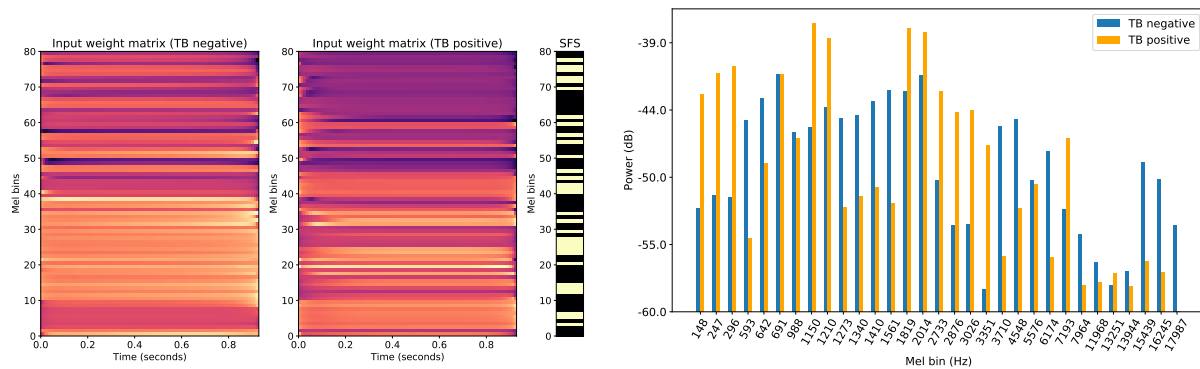 Input weight matrix (TB negative)
Mel bins
80
70
60
50
40
30
20
10
0
0.0 0.2 0.4 0.6 0.8
Time (seconds)
Input weight matrix (TB positive)
80
70
60
50
40
30
20
10
0
0.0 0.2 0.4 0.6 0.8
Time (seconds)
SFS
80
70
60
50
40
30
20
10
0
TB negative
TB positive
Power (dB)
-39.0
-44.0
-50.0
-55.0
-60.0
148 247 296 593 642 691 988 1150 1210 1273 1340 1410 1561 1819 2014 2733 2876 3026 3351 3710 4548 5576 6174 7193 7964 11968 13251 13944 15439 16245 17987
Mel bin (Hz)